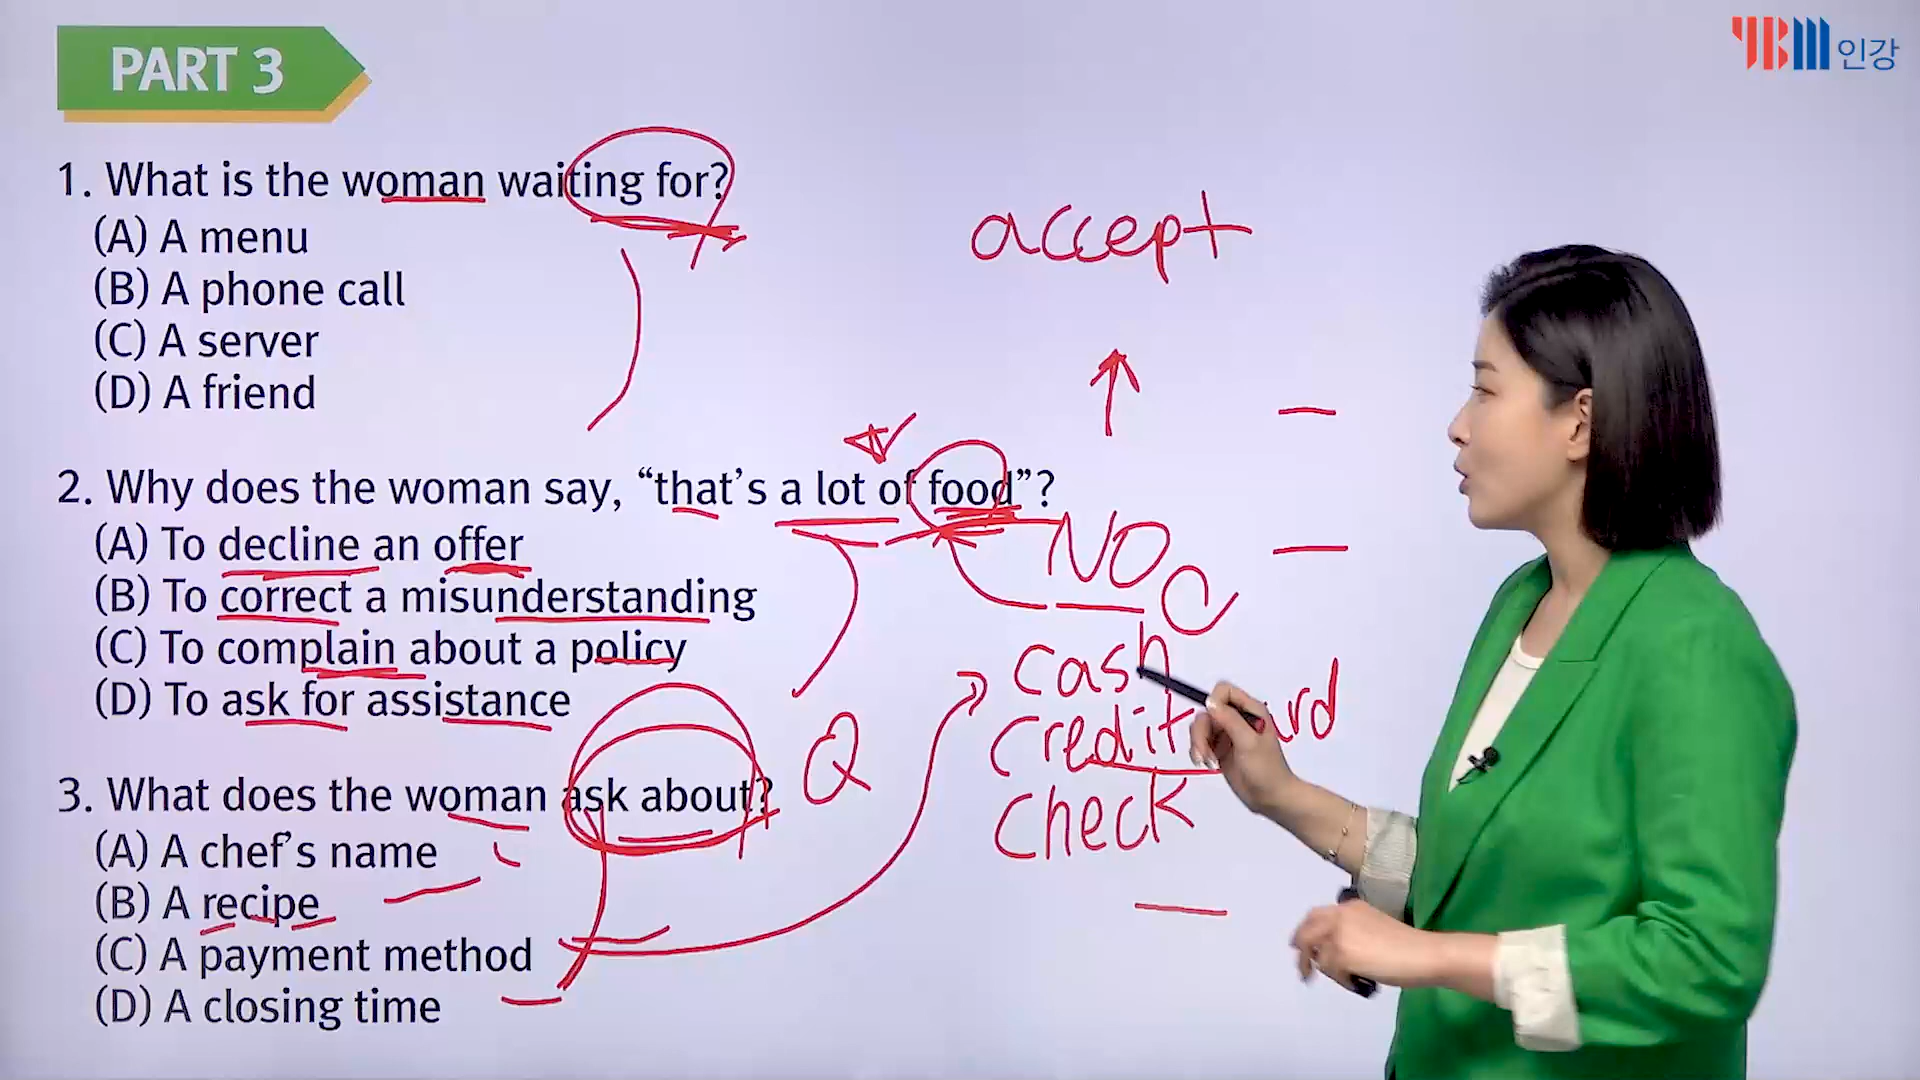 PART 3
YBM 인강
1. What is the woman waiting for?
(A) A menu
(B) A phone call
(C) A server
(D) A friend
accept
2. Why does the woman say, “that’s a lot of food”?
(A) To decline an offer
(B) To correct a misunderstanding
(C) To complain about a policy
(D) To ask for assistance
NO
cash
credit
check
Q
3. What does the woman ask about?
(A) A chef’s name
(B) A recipe
(C) A payment method
(D) A closing time